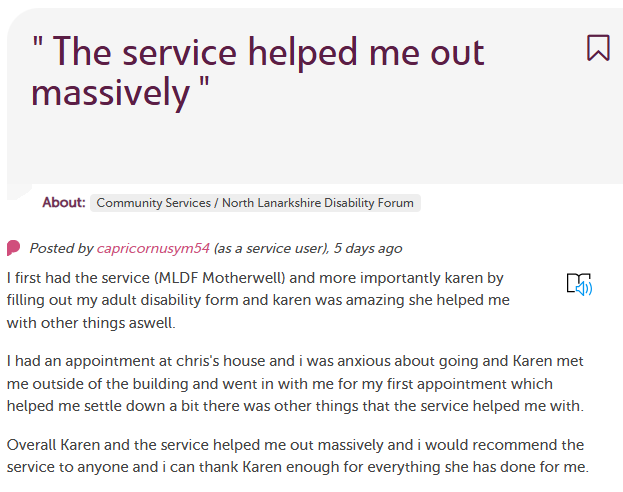 " The service helped me out
massively "
About: Community Services / North Lanarkshire Disability Forum
Posted by capricornusym54 (as a service user), 5 days ago
I first had the service (MLDF Motherwell) and more importantly karen by
filling out my adult disability form and karen was amazing she helped me
with other things aswell.
I had an appointment at chris's house and i was anxious about going and Karen met
me outside of the building and went in with me for my first appointment which
helped me settle down a bit there was other things that the service helped me with.
Overall Karen and the service helped me out massively and i would recommend the
service to anyone and i can thank Karen enough for everything she has done for me.